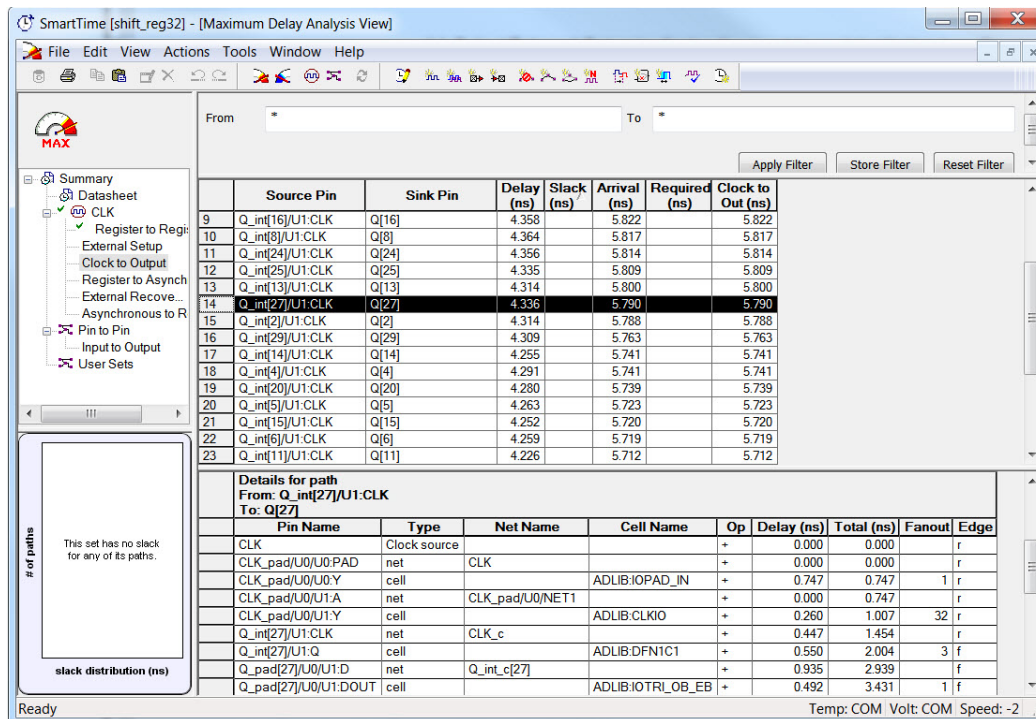 SmartTime [shift_reg32] - [Maximum Delay Analysis View]
File Edit View Actions Tools Window Help
MAX
From * To *
Apply Filter Store Filter Reset Filter
Summary
Datasheet
CLK
Register to Regi
External Setup
Clock to Output
Register to Asynch
External Recove...
Asynchronous to R
Pin to Pin
Input to Output
User Sets
Source Pin Sink Pin Delay (ns) Slack (ns) Arrival (ns) Required (ns) Clock to Out (ns)
9 Q_int[16]/U1:CLK Q[16] 4.358 5.822 5.822
10 Q_int[8]/U1:CLK Q[8] 4.364 5.817 5.817
11 Q_int[24]/U1:CLK Q[24] 4.356 5.814 5.814
12 Q_int[25]/U1:CLK Q[25] 4.335 5.809 5.809
13 Q_int[13]/U1:CLK Q[13] 4.314 5.800 5.800
14 Q_int[27]/U1:CLK Q[27] 4.336 5.790 5.790
15 Q_int[2]/U1:CLK Q[2] 4.314 5.788 5.788
16 Q_int[29]/U1:CLK Q[29] 4.309 5.763 5.763
17 Q_int[14]/U1:CLK Q[14] 4.255 5.741 5.741
18 Q_int[4]/U1:CLK Q[4] 4.291 5.741 5.741
19 Q_int[20]/U1:CLK Q[20] 4.280 5.739 5.739
20 Q_int[5]/U1:CLK Q[5] 4.263 5.723 5.723
21 Q_int[15]/U1:CLK Q[15] 4.252 5.720 5.720
22 Q_int[6]/U1:CLK Q[6] 4.259 5.719 5.719
23 Q_int[11]/U1:CLK Q[11] 4.226 5.712 5.712
# of paths
This set has no slack
for any of its paths.
slack distribution (ns)
Details for path
From: Q_int[27]/U1:CLK
To: Q[27]
Pin Name Type Net Name Cell Name Op Delay (ns) Total (ns) Fanout Edge
CLK Clock source + 0.000 0.000 r
CLK_pad/U0/U0:PAD net CLK + 0.000 0.000 r
CLK_pad/U0/U0:Y cell ADLIB:IOPAD_IN + 0.747 0.747 1 r
CLK_pad/U0/U1:A net CLK_pad/U0/NET1 + 0.000 0.747 r
CLK_pad/U0/U1:Y cell ADLIB:CLKIO + 0.260 1.007 32 r
Q_int[27]/U1:CLK net CLK_c + 0.447 1.454 r
Q_int[27]/U1:Q cell ADLIB:DFN1C1 + 0.550 2.004 3 f
Q_pad[27]/U0/U1:D net Q_int_c[27] + 0.935 2.939 f
Q_pad[27]/U0/U1:DOUT cell ADLIB:IOTRI_OB_EB + 0.492 3.431 1 f
Ready Temp: COM Volt: COM Speed: -2